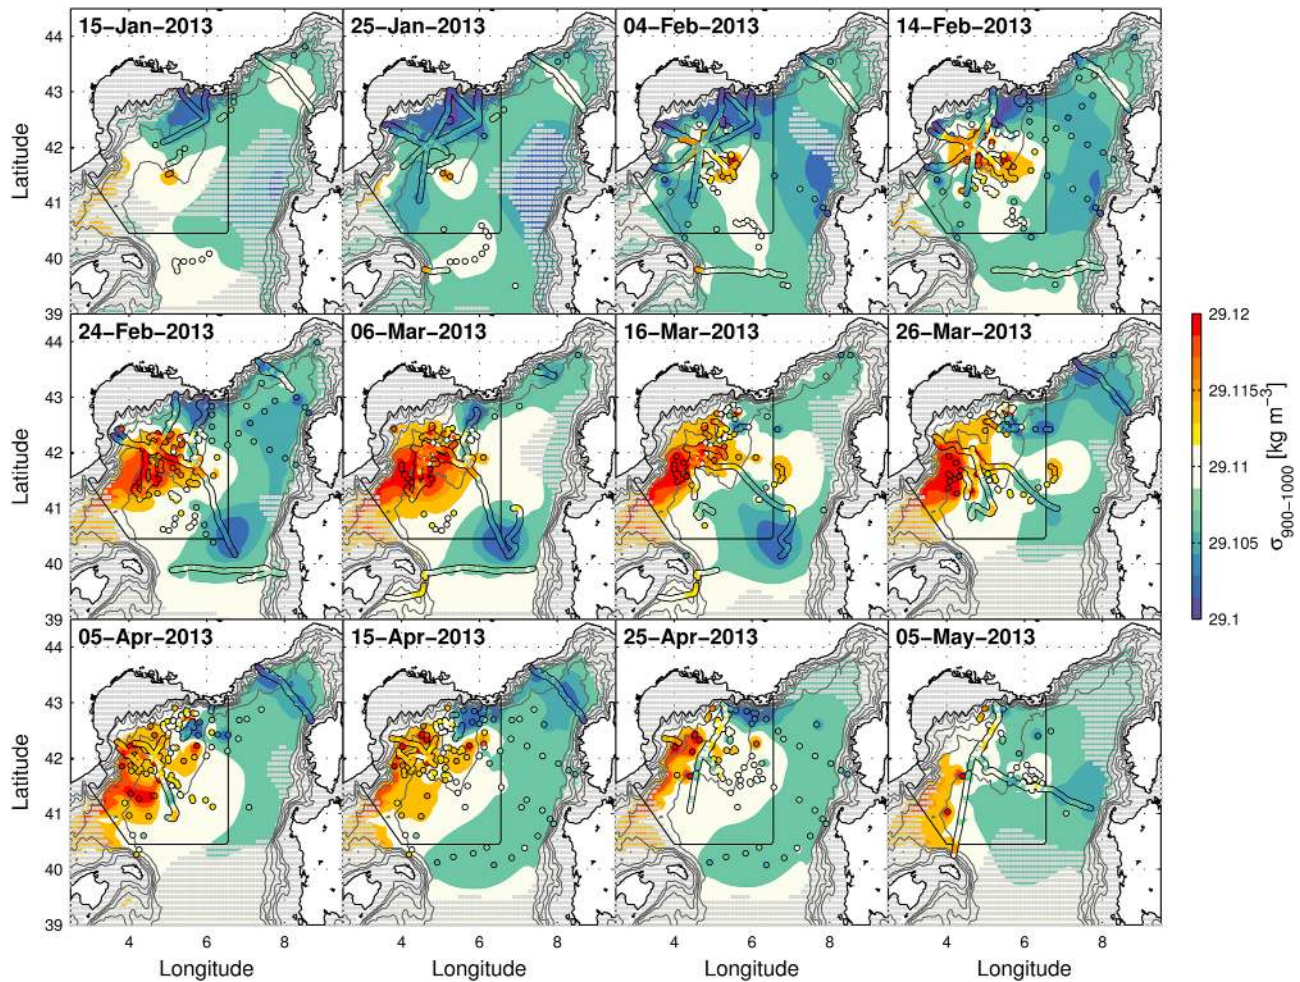 15−Jan−2013
25−Jan−2013
04−Feb−2013
14−Feb−2013
44
43
42
41
40
39
Latitude
24−Feb−2013
06−Mar−2013
16−Mar−2013
26−Mar−2013
44
43
42
41
40
39
Latitude
05−Apr−2013
15−Apr−2013
25−Apr−2013
05−May−2013
44
43
42
41
40
39
Latitude
4 6 8
4 6 8
4 6 8
4 6 8
Longitude
Longitude
Longitude
Longitude
29.12
29.115
29.11
29.105
29.1
σ900−1000 [kg m−3]